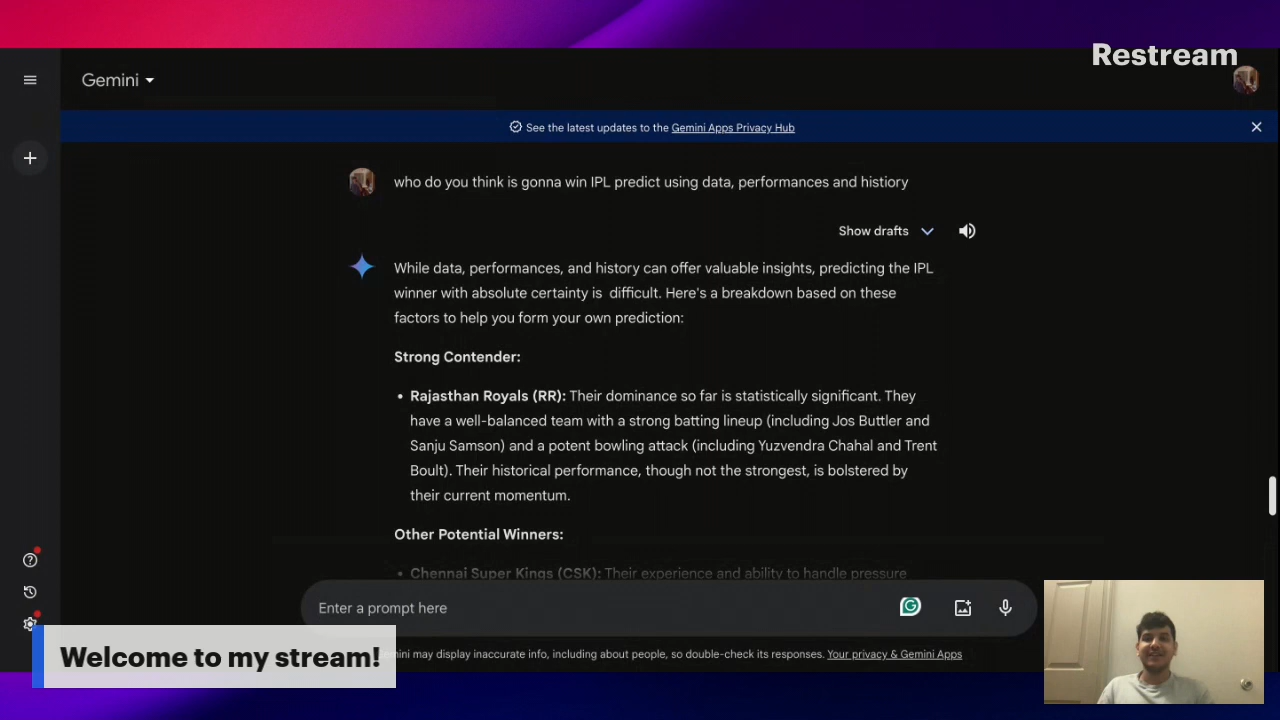 Restream
Gemini
See the latest updates to the Gemini Apps Privacy Hub
who do you think is gonna win IPL predict using data, performances and histiory
Show drafts
While data, performances, and history can offer valuable insights, predicting the IPL
winner with absolute certainty is difficult. Here's a breakdown based on these
factors to help you form your own prediction:
Strong Contender:
• Rajasthan Royals (RR): Their dominance so far is statistically significant. They
have a well-balanced team with a strong batting lineup (including Jos Buttler and
Sanju Samson) and a potent bowling attack (including Yuzvendra Chahal and Trent
Boult). Their historical performance, though not the strongest, is bolstered by
their current momentum.
Other Potential Winners:
• Chennai Super Kings (CSK): Their experience and ability to handle pressure
Enter a prompt here
Welcome to my stream!
may display inaccurate info, including about people, so double-check its responses. Your privacy & Gemini Apps